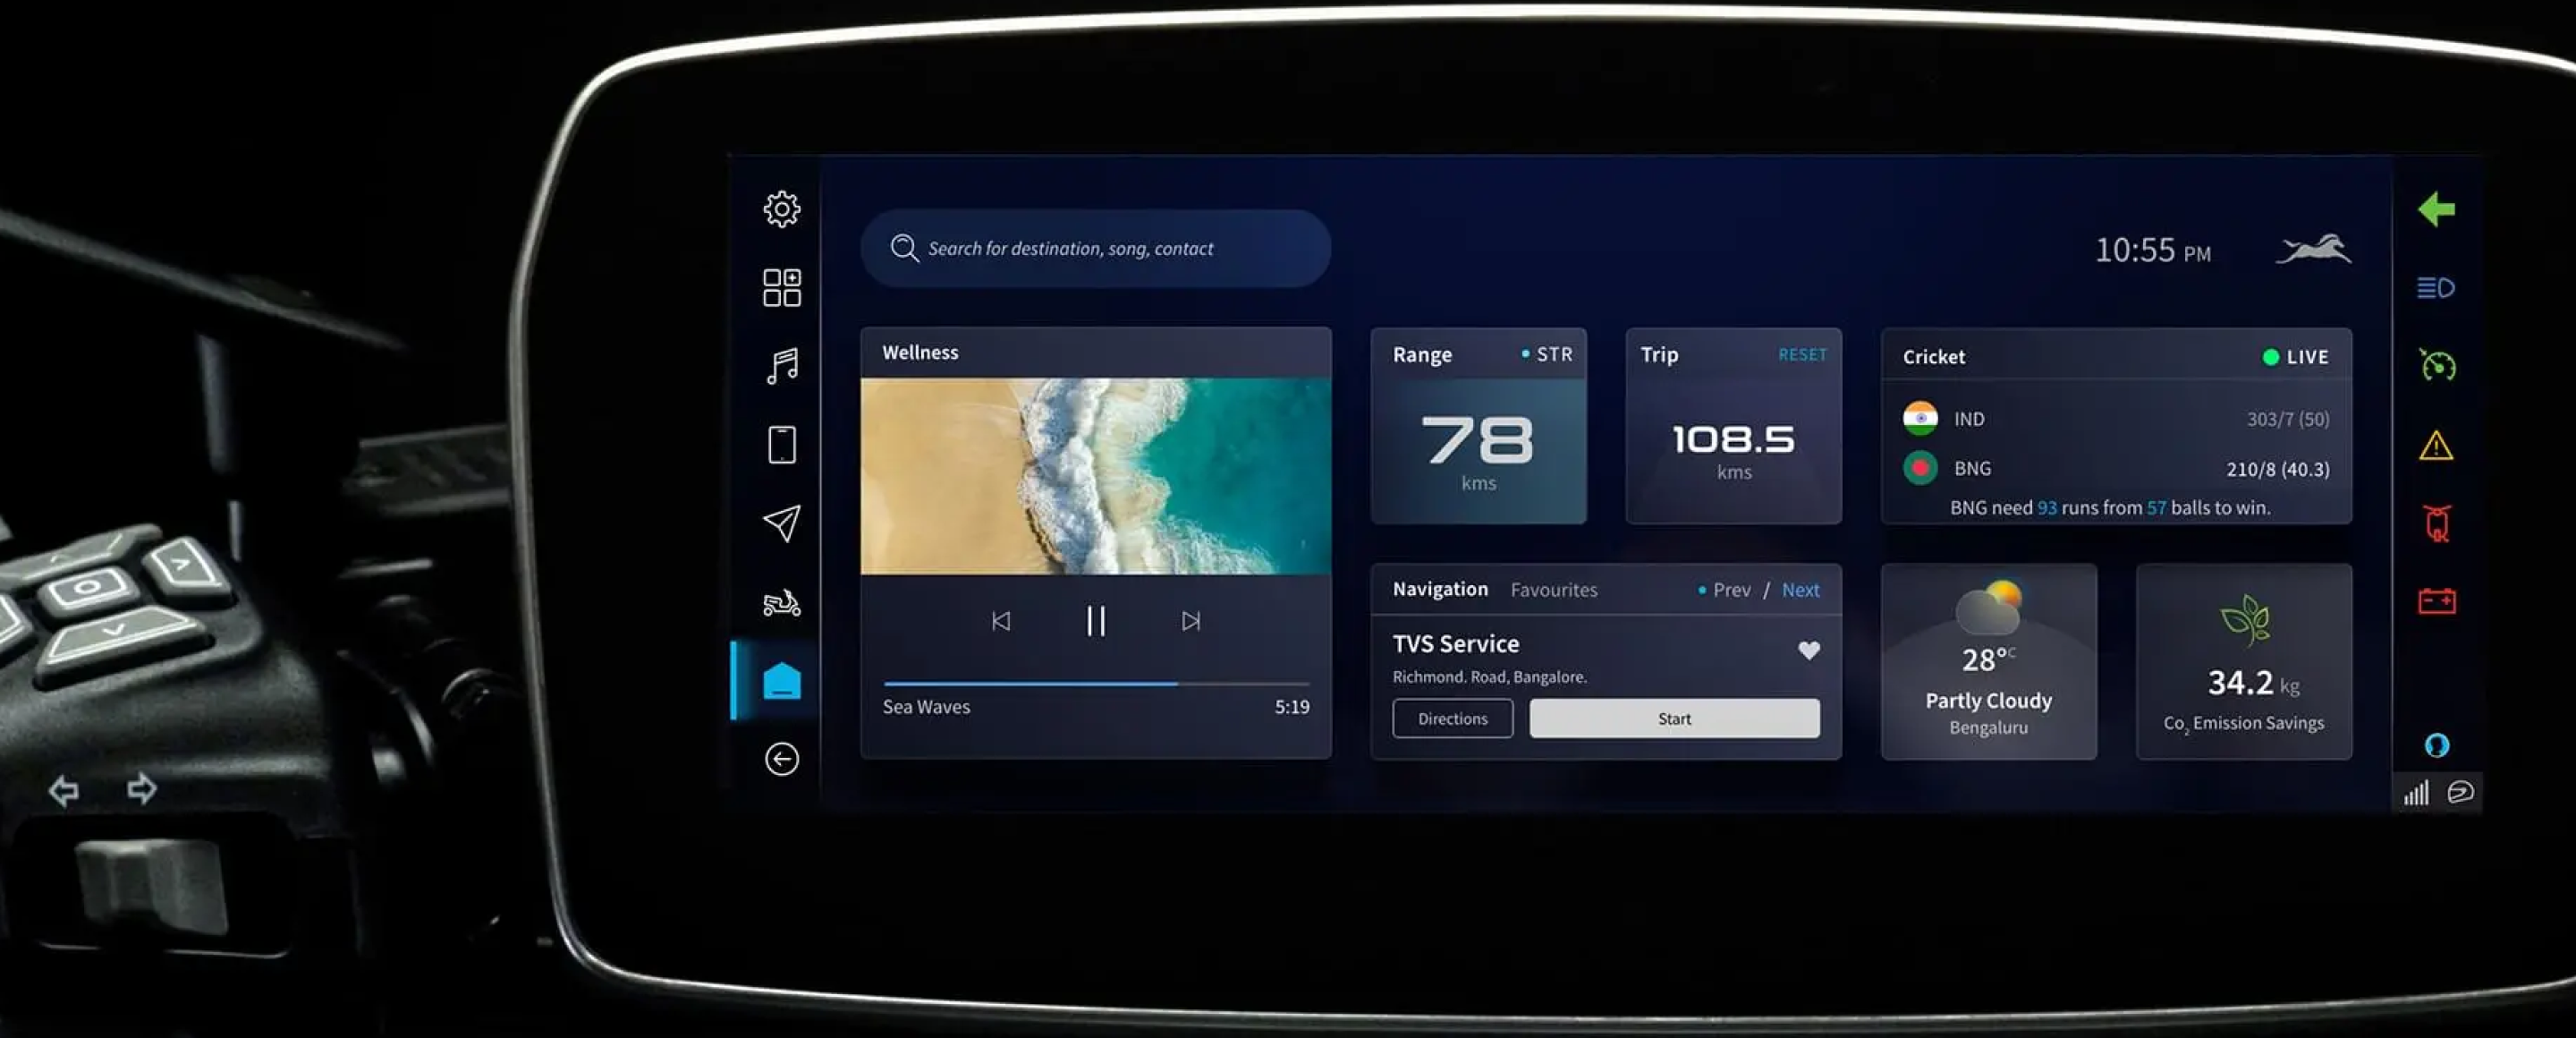 Search for destination, song, contact
10:55 PM
Wellness
Sea Waves 5:19
Range • STR
78
kms
Trip RESET
108.5
kms
Cricket LIVE
IND 303/7 (50)
BNG 210/8 (40.3)
BNG need 93 runs from 57 balls to win.
Navigation Favourites • Prev / Next
TVS Service
Richmond. Road, Bangalore.
Directions Start
28°C
Partly Cloudy
Bengaluru
34.2 kg
Co₂ Emission Savings